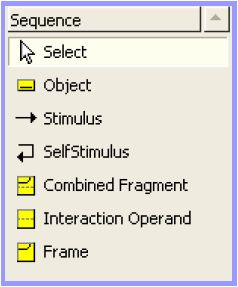 Sequence
Select
Object
Stimulus
SelfStimulus
Combined Fragment
Interaction Operand
Frame